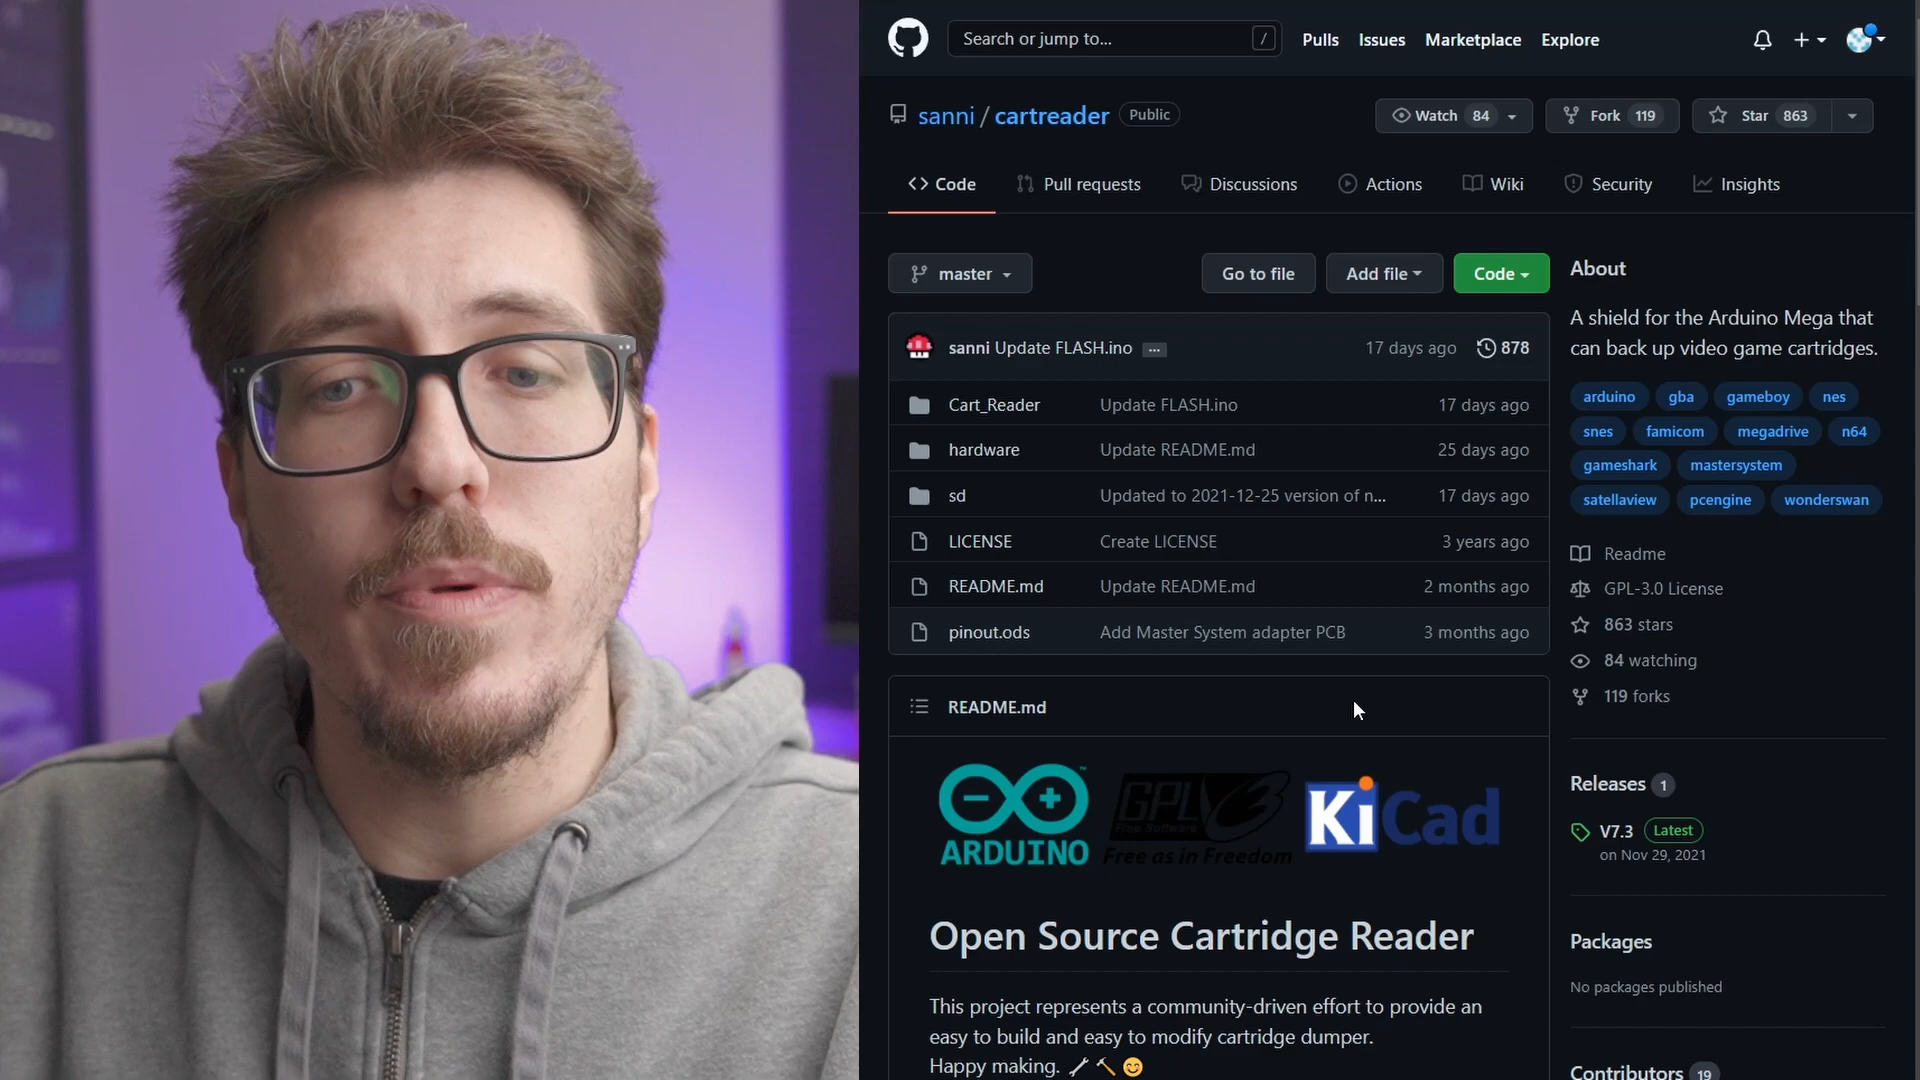 Search or jump to... /
Pulls Issues Marketplace Explore
sanni / cartreader Public
Watch 84 Fork 119 Star 863
Code Pull requests Discussions Actions Wiki Security Insights
master Go to file Add file Code
sanni Update FLASH.ino ... 17 days ago 878
Cart_Reader Update FLASH.ino 17 days ago
hardware Update README.md 25 days ago
sd Updated to 2021-12-25 version of n... 17 days ago
LICENSE Create LICENSE 3 years ago
README.md Update README.md 2 months ago
pinout.ods Add Master System adapter PCB 3 months ago
README.md
ARDUINO ™
GPL v3
Free Software
Free as in Freedom
KiCad
Open Source Cartridge Reader
This project represents a community-driven effort to provide an
easy to build and easy to modify cartridge dumper.
Happy making. 🔧 🔨 😊
About
A shield for the Arduino Mega that
can back up video game cartridges.
arduino gba gameboy nes
snes famicom megadrive n64
gameshark mastersystem
satellaview pcengine wonderswan
Readme
GPL-3.0 License
863 stars
84 watching
119 forks
Releases 1
V7.3 Latest
on Nov 29, 2021
Packages
No packages published
Contributors 19